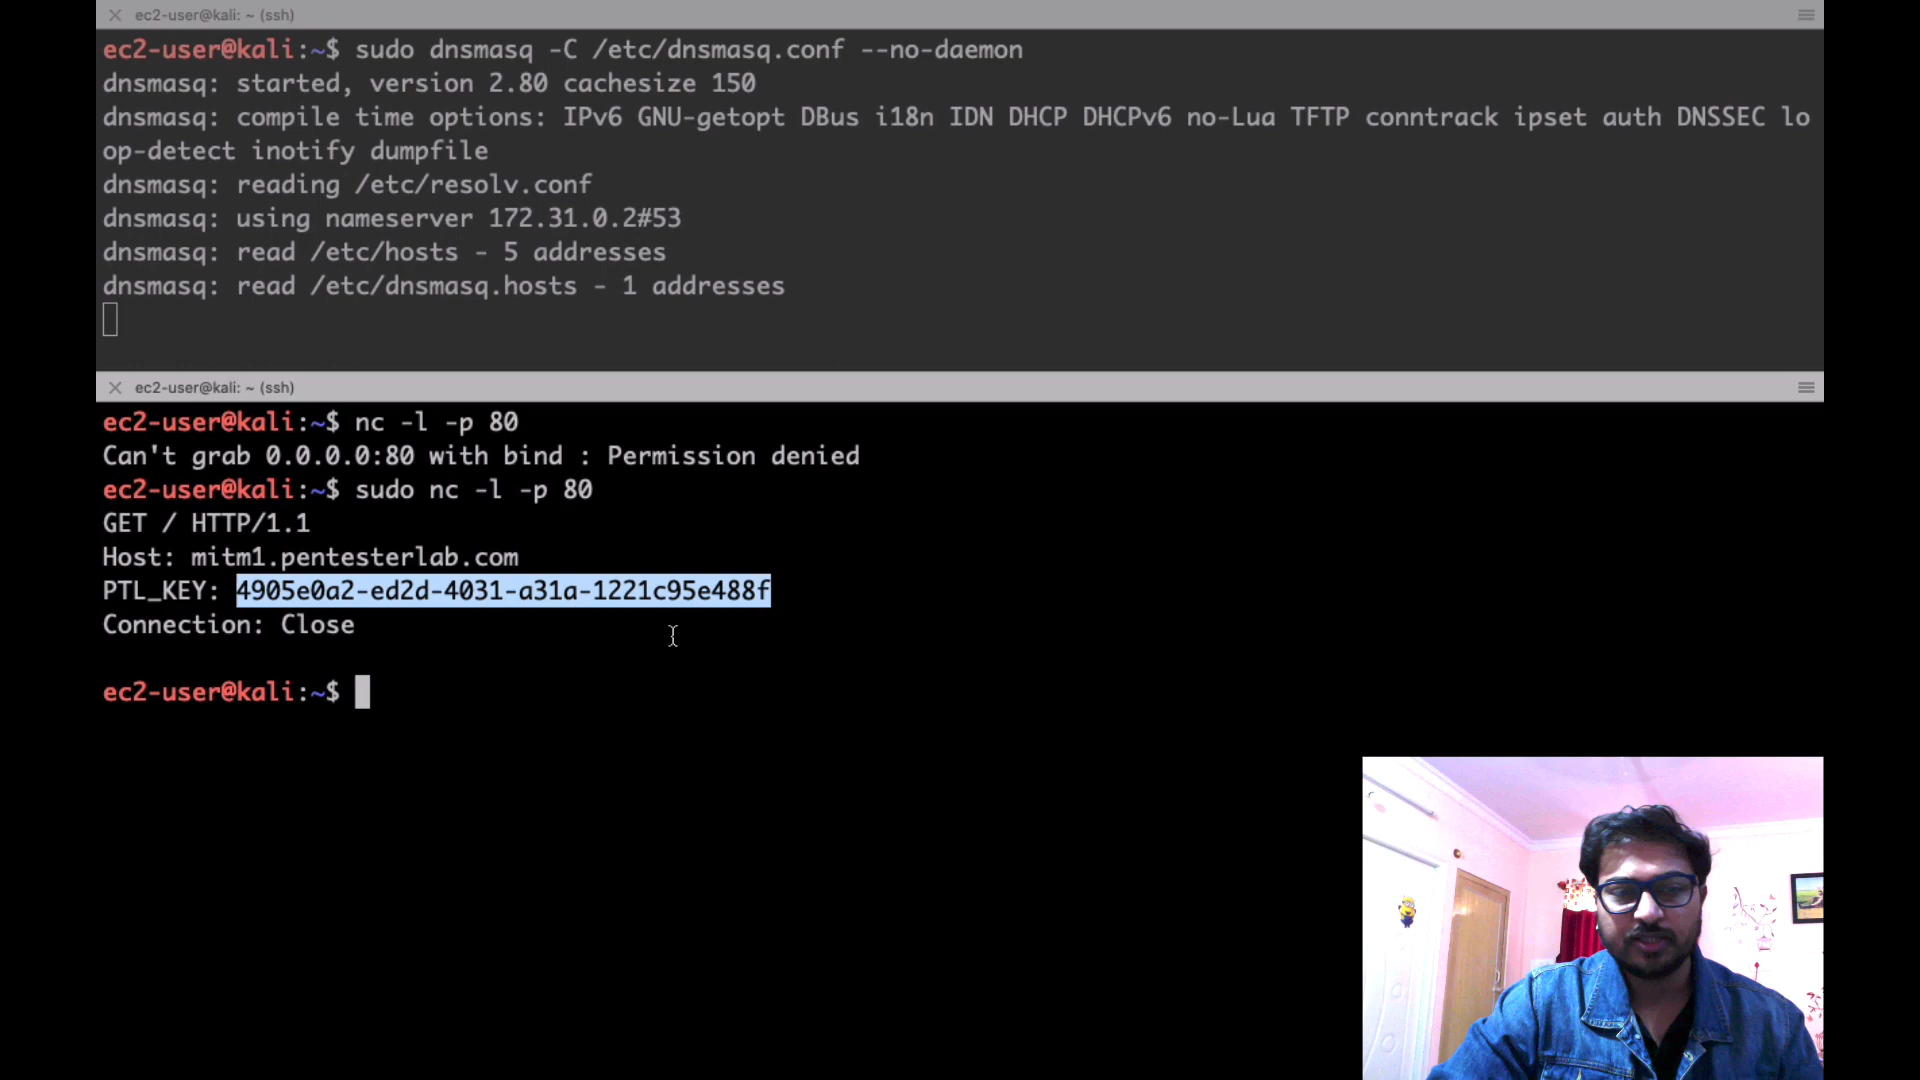 ec2-user@kali: ~ (ssh)
ec2-user@kali:~$ sudo dnsmasq -C /etc/dnsmasq.conf --no-daemon
dnsmasq: started, version 2.80 cachesize 150
dnsmasq: compile time options: IPv6 GNU-getopt DBus i18n IDN DHCP DHCPv6 no-Lua TFTP conntrack ipset auth DNSSEC lo
op-detect inotify dumpfile
dnsmasq: reading /etc/resolv.conf
dnsmasq: using nameserver 172.31.0.2#53
dnsmasq: read /etc/hosts - 5 addresses
dnsmasq: read /etc/dnsmasq.hosts - 1 addresses
ec2-user@kali: ~ (ssh)
ec2-user@kali:~$ nc -l -p 80
Can't grab 0.0.0.0:80 with bind : Permission denied
ec2-user@kali:~$ sudo nc -l -p 80
GET / HTTP/1.1
Host: mitm1.pentesterlab.com
PTL_KEY: 4905e0a2-ed2d-4031-a31a-1221c95e488f
Connection: Close
ec2-user@kali:~$